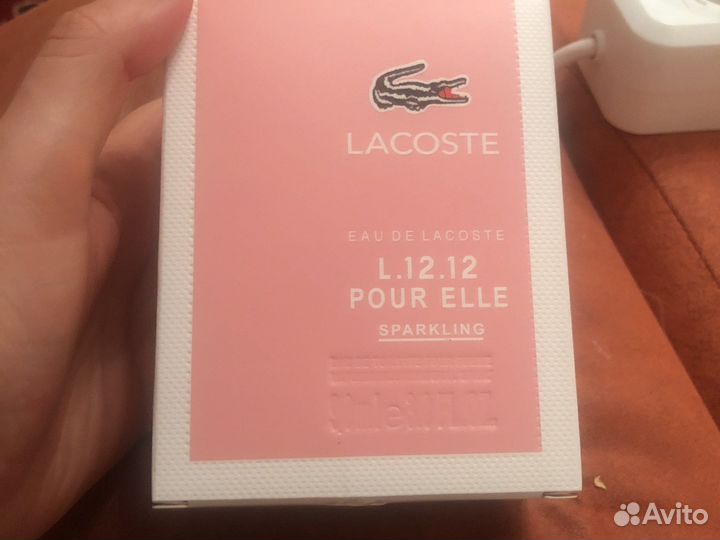 LACOSTE
EAU DE LACOSTE
L.12.12
POUR ELLE
SPARKLING
Avito